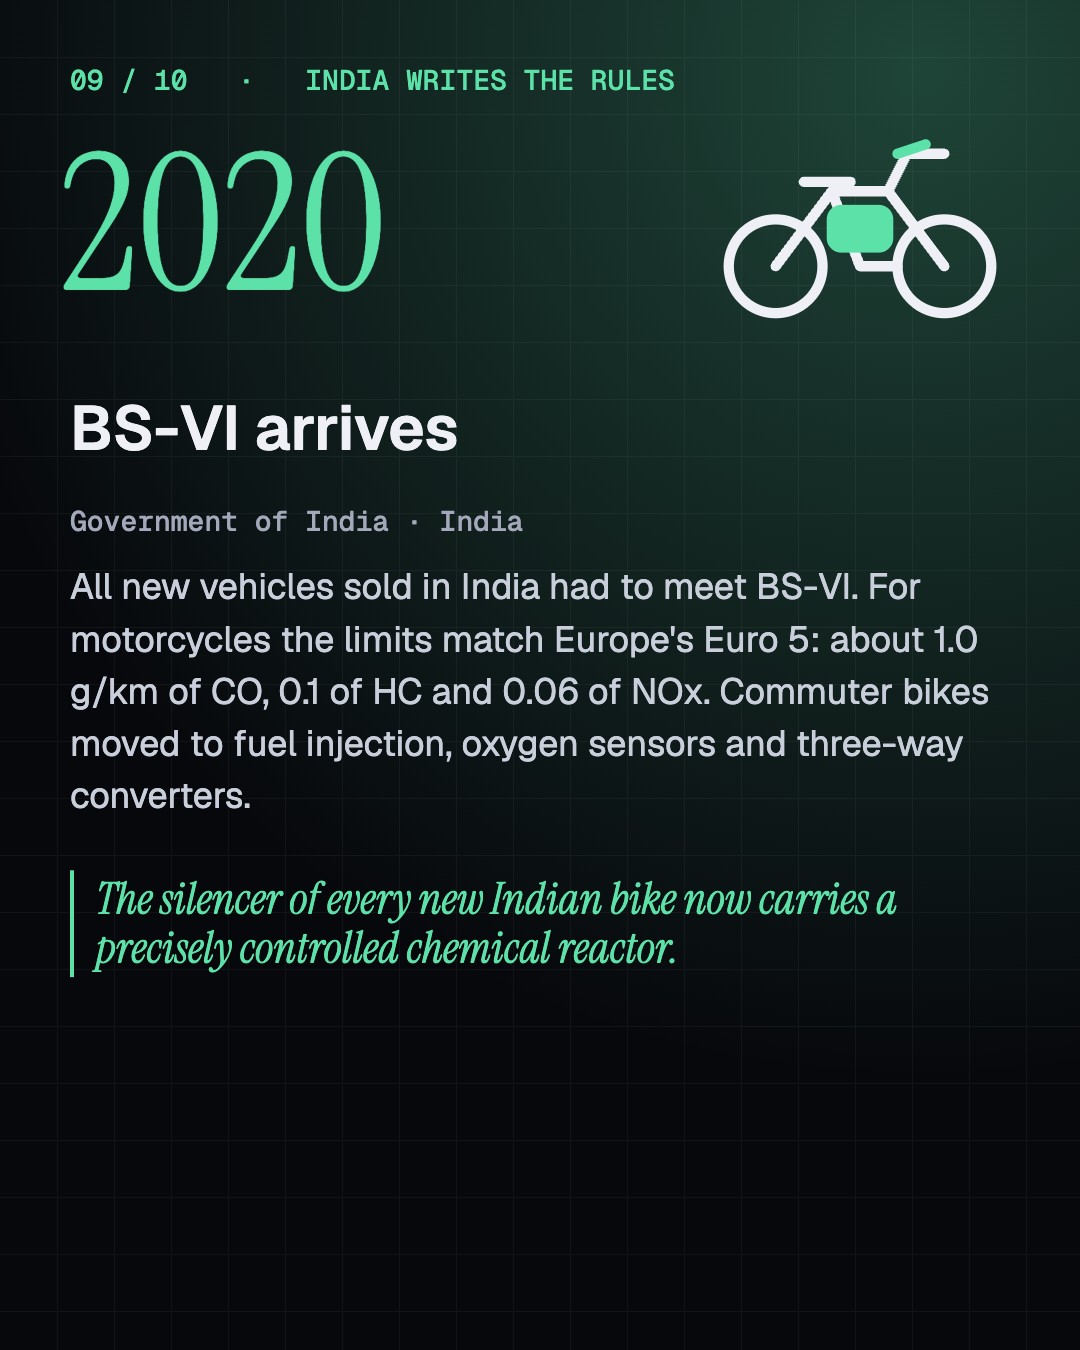 09 / 10 · INDIA WRITES THE RULES
2020
BS-VI arrives
Government of India · India
All new vehicles sold in India had to meet BS-VI. For
motorcycles the limits match Europe's Euro 5: about 1.0
g/km of CO, 0.1 of HC and 0.06 of NOx. Commuter bikes
moved to fuel injection, oxygen sensors and three-way
converters.
The silencer of every new Indian bike now carries a
precisely controlled chemical reactor.